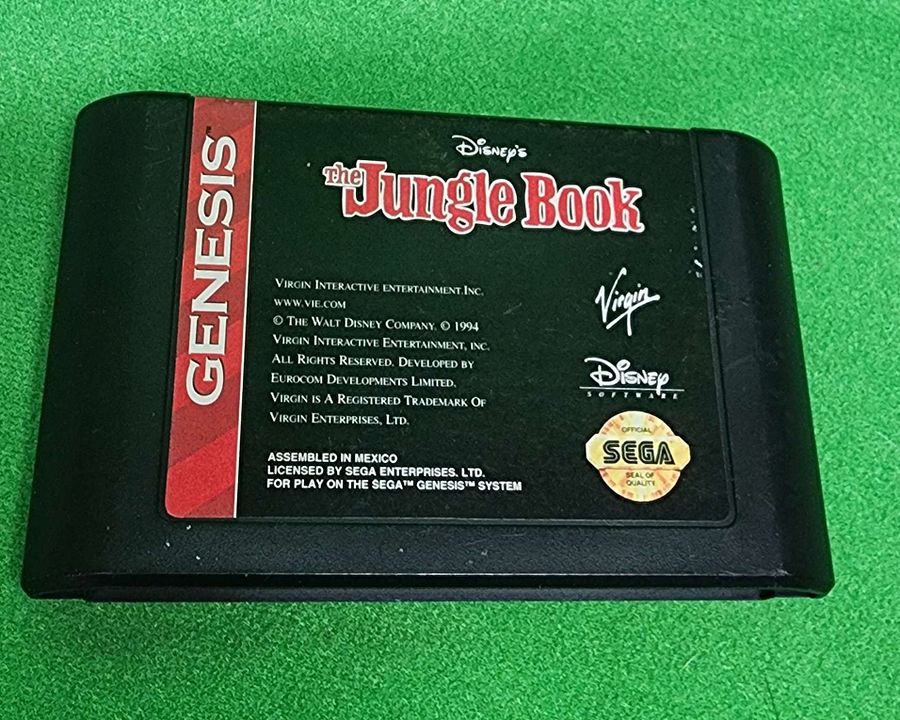 GENESIS™
Disney's
The Jungle Book
Virgin Interactive entertainment, Inc.
www.vie.com
© The Walt Disney Company. © 1994
Virgin Interactive Entertainment, inc.
All Rights Reserved. Developed by
Eurocom Developments Limited.
Virgin is A Registered Trademark Of
Virgin Enterprises, Ltd.
Virgin
Disney
SOFTWARE
ASSEMBLED IN MEXICO
LICENSED BY SEGA ENTERPRISES. LTD.
FOR PLAY ON THE SEGA™ GENESIS™ SYSTEM
OFFICIAL
SEGA
SEAL OF
QUALITY